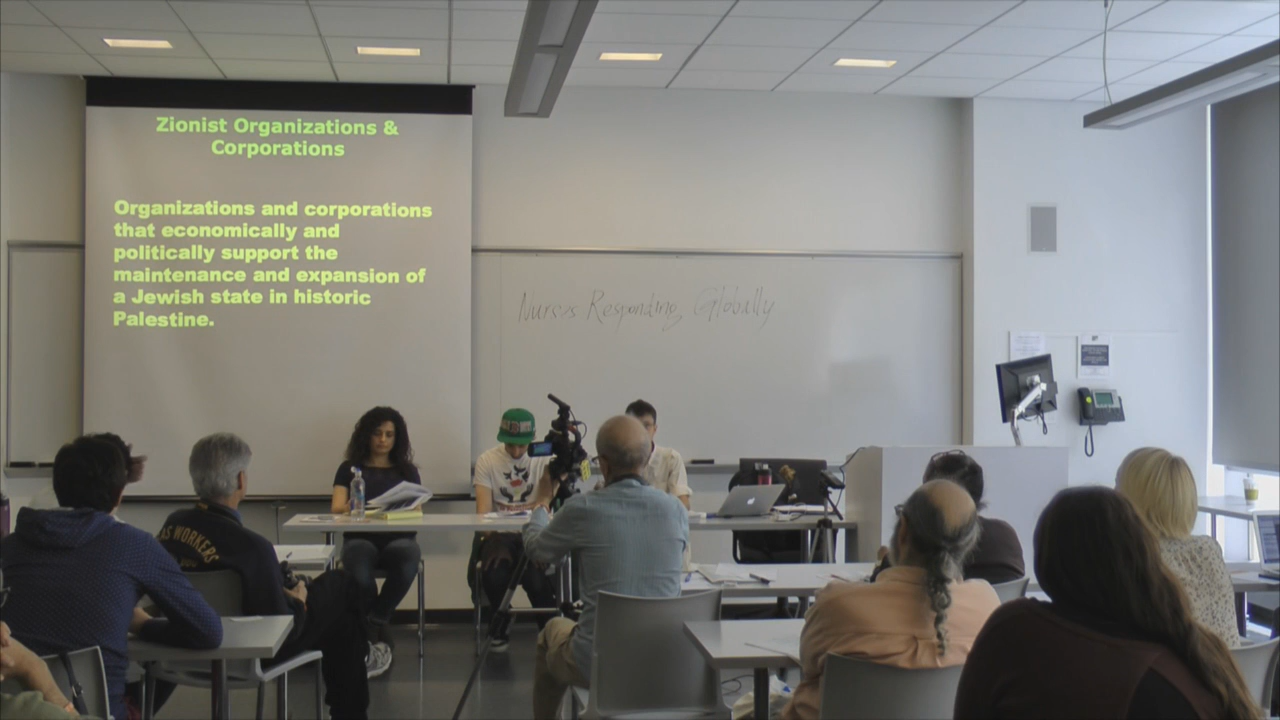 Zionist Organizations &
Corporations
Organizations and corporations
that economically and
politically support the
maintenance and expansion of
a Jewish state in historic
Palestine.
Nurses Responding Globally
WORKERS